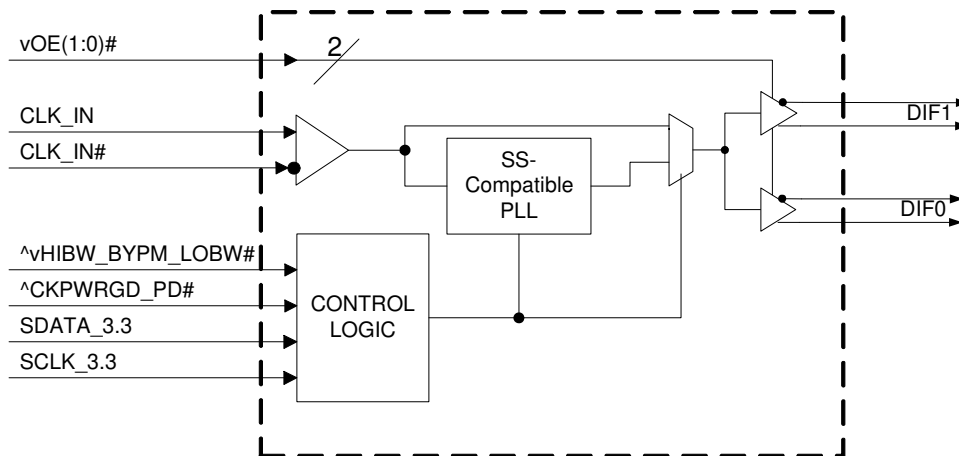 vOE(1:0)#
2
CLK_IN
CLK_IN#
DIF1
SS-
Compatible
PLL
DIF0
^vHIBW_BYPM_LOBW#
^CKPWRGD_PD#
SDATA_3.3
SCLK_3.3
CONTROL
LOGIC